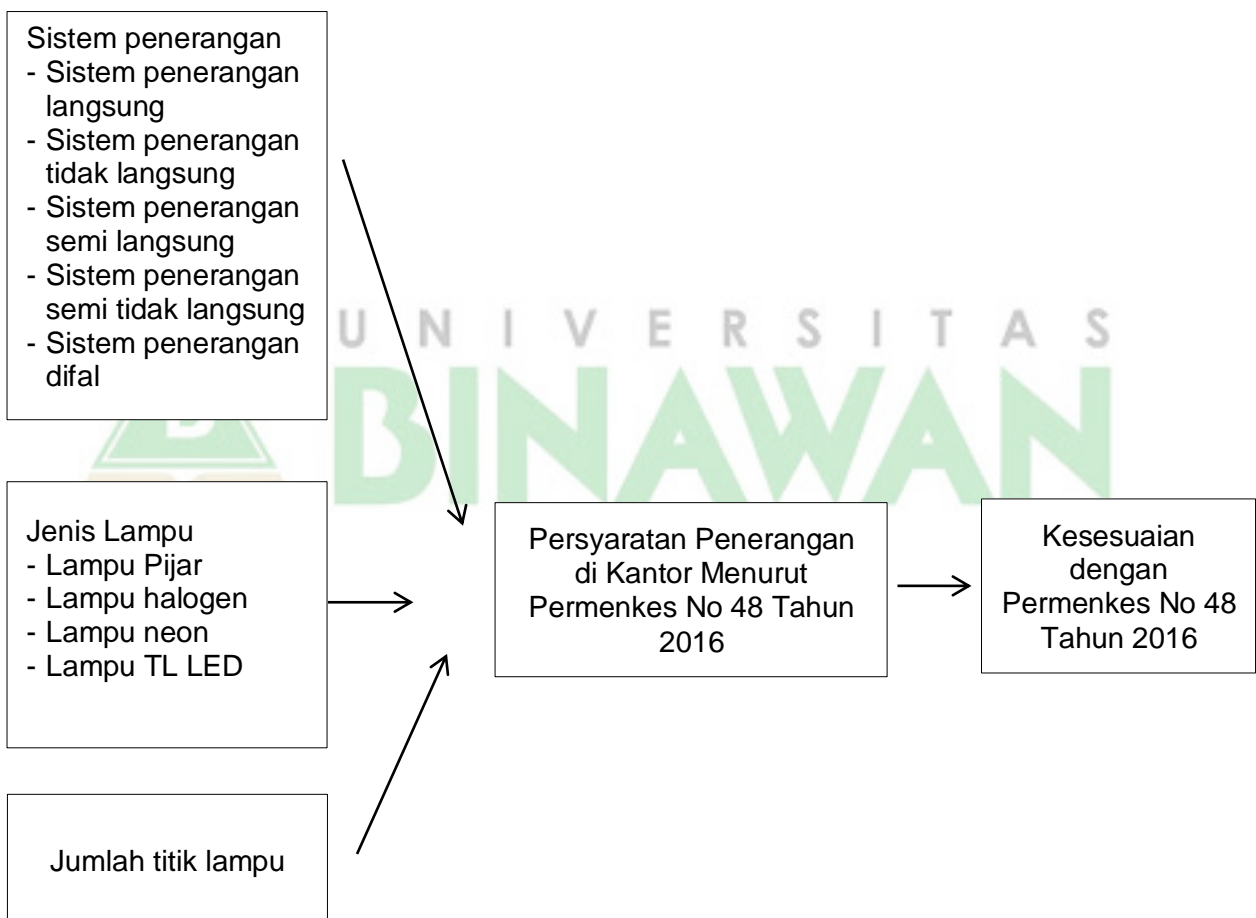 Sistem penerangan
- Sistem penerangan
langsung
- Sistem penerangan
tidak langsung
- Sistem penerangan
semi langsung
- Sistem penerangan
semi tidak langsung
- Sistem penerangan
difal
UNIVERSITAS
BINAWAN
Jenis Lampu
- Lampu Pijar
- Lampu halogen
- Lampu neon
- Lampu TL LED
Persyaratan Penerangan
di Kantor Menurut
Permenkes No 48 Tahun
2016
Kesesuaian
dengan
Permenkes No 48
Tahun 2016
Jumlah titik lampu